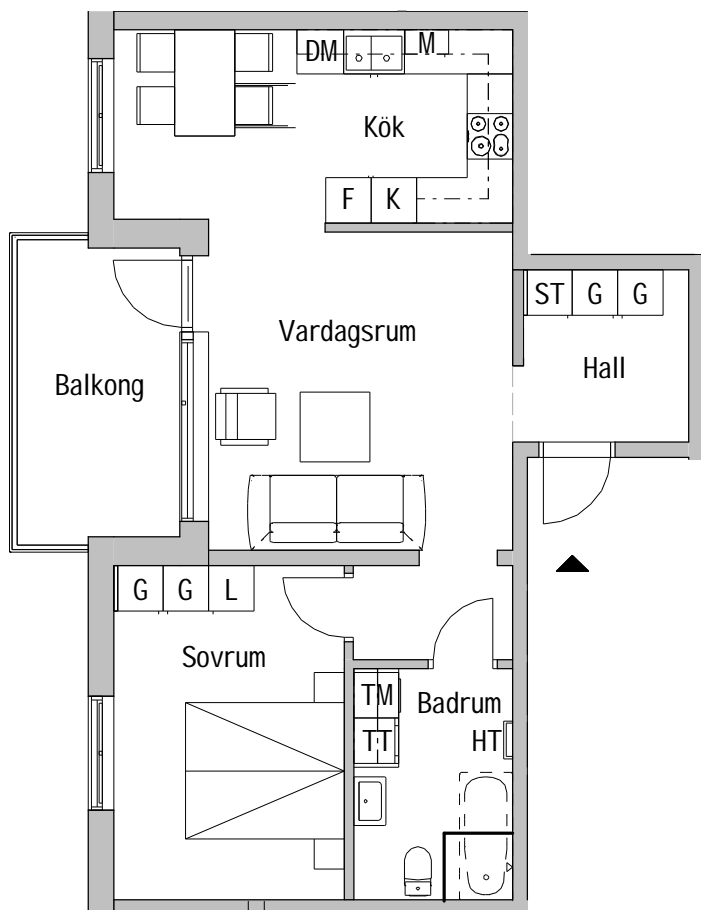 DM M
Kök
F K
ST G G
Vardagsrum
Hall
Balkong
G G L
Sovrum
TM
Badrum
TT
HT